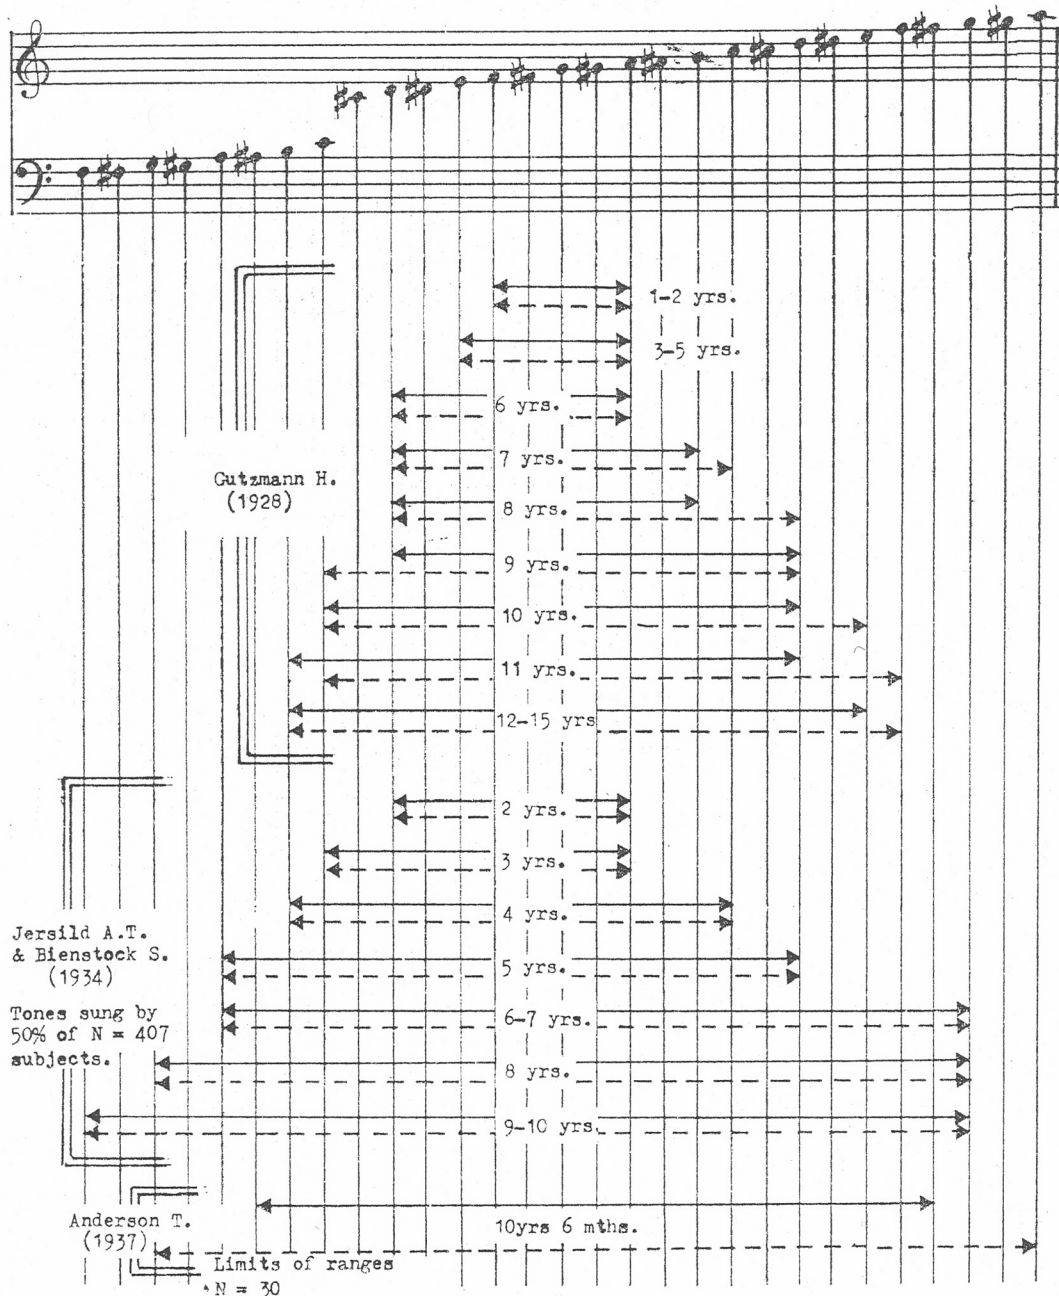 1-2 yrs.
3-5 yrs.
6 yrs.
7 yrs.
Gutzmann H.
(1928)
8 yrs.
9 yrs.
10 yrs.
11 yrs.
12-15 yrs
2 yrs.
3 yrs.
4 yrs.
Jersild A.T.
& Bienstock S.
(1934)
5 yrs.
Tones sung by
50% of N = 407
subjects.
6-7 yrs.
8 yrs.
9-10 yrs.
Anderson T.
(1937)
10yrs 6 mths.
Limits of ranges
N = 30